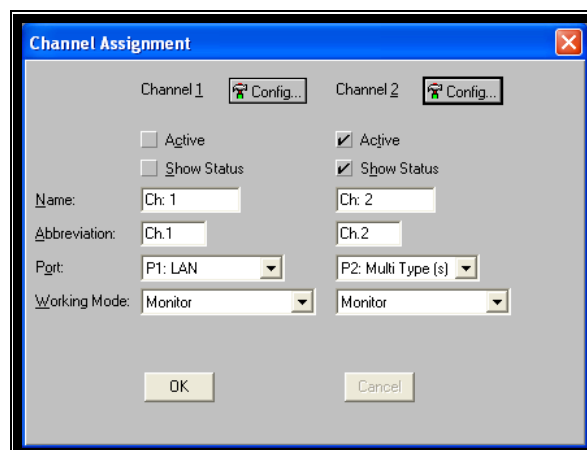 Channel Assignment
Channel 1 Config... Channel 2 Config...
Active Active
Show Status Show Status
Name: Ch: 1 Ch: 2
Abbreviation: Ch.1 Ch.2
Port: P1: LAN P2: Multi Type (s)
Working Mode: Monitor Monitor
OK Cancel